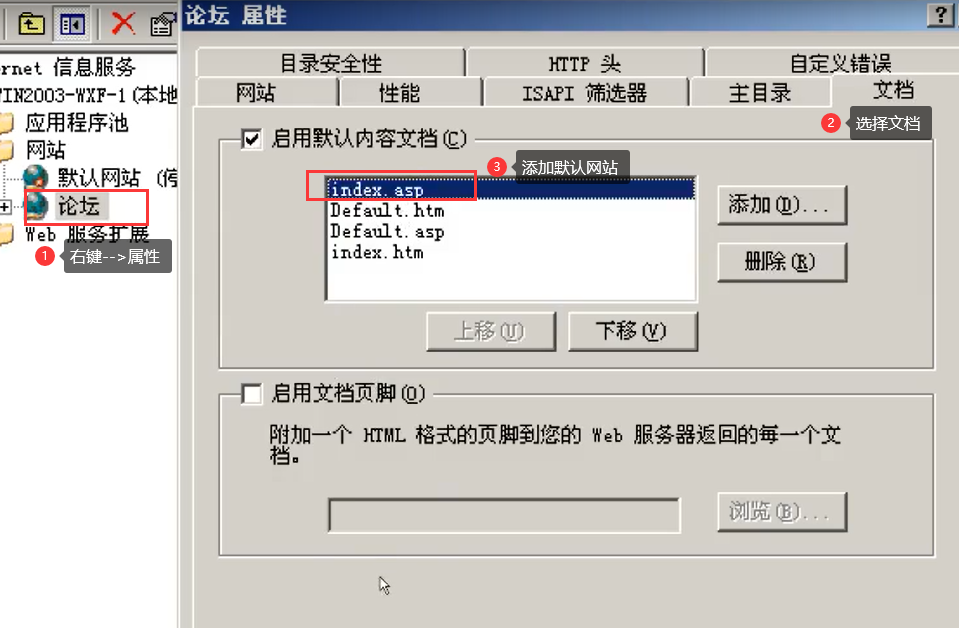 论坛 属性
?
rnet 信息服务
IN2003-WXF-1(本地
应用程序池
网站
默认网站 (停
论坛
Web 服务扩展
1
右键-->属性
目录安全性
HTTP 头
自定义错误
网站
性能
ISAPI 筛选器
主目录
文档
2
选择文档
启用默认内容文档(C)
3
添加默认网站
index.asp
Default.htm
Default.asp
index.htm
添加(D)...
删除(R)
上移(U)
下移(V)
启用文档页脚(O)
附加一个 HTML 格式的页脚到您的 Web 服务器返回的每一个文
档。
浏览(B)...